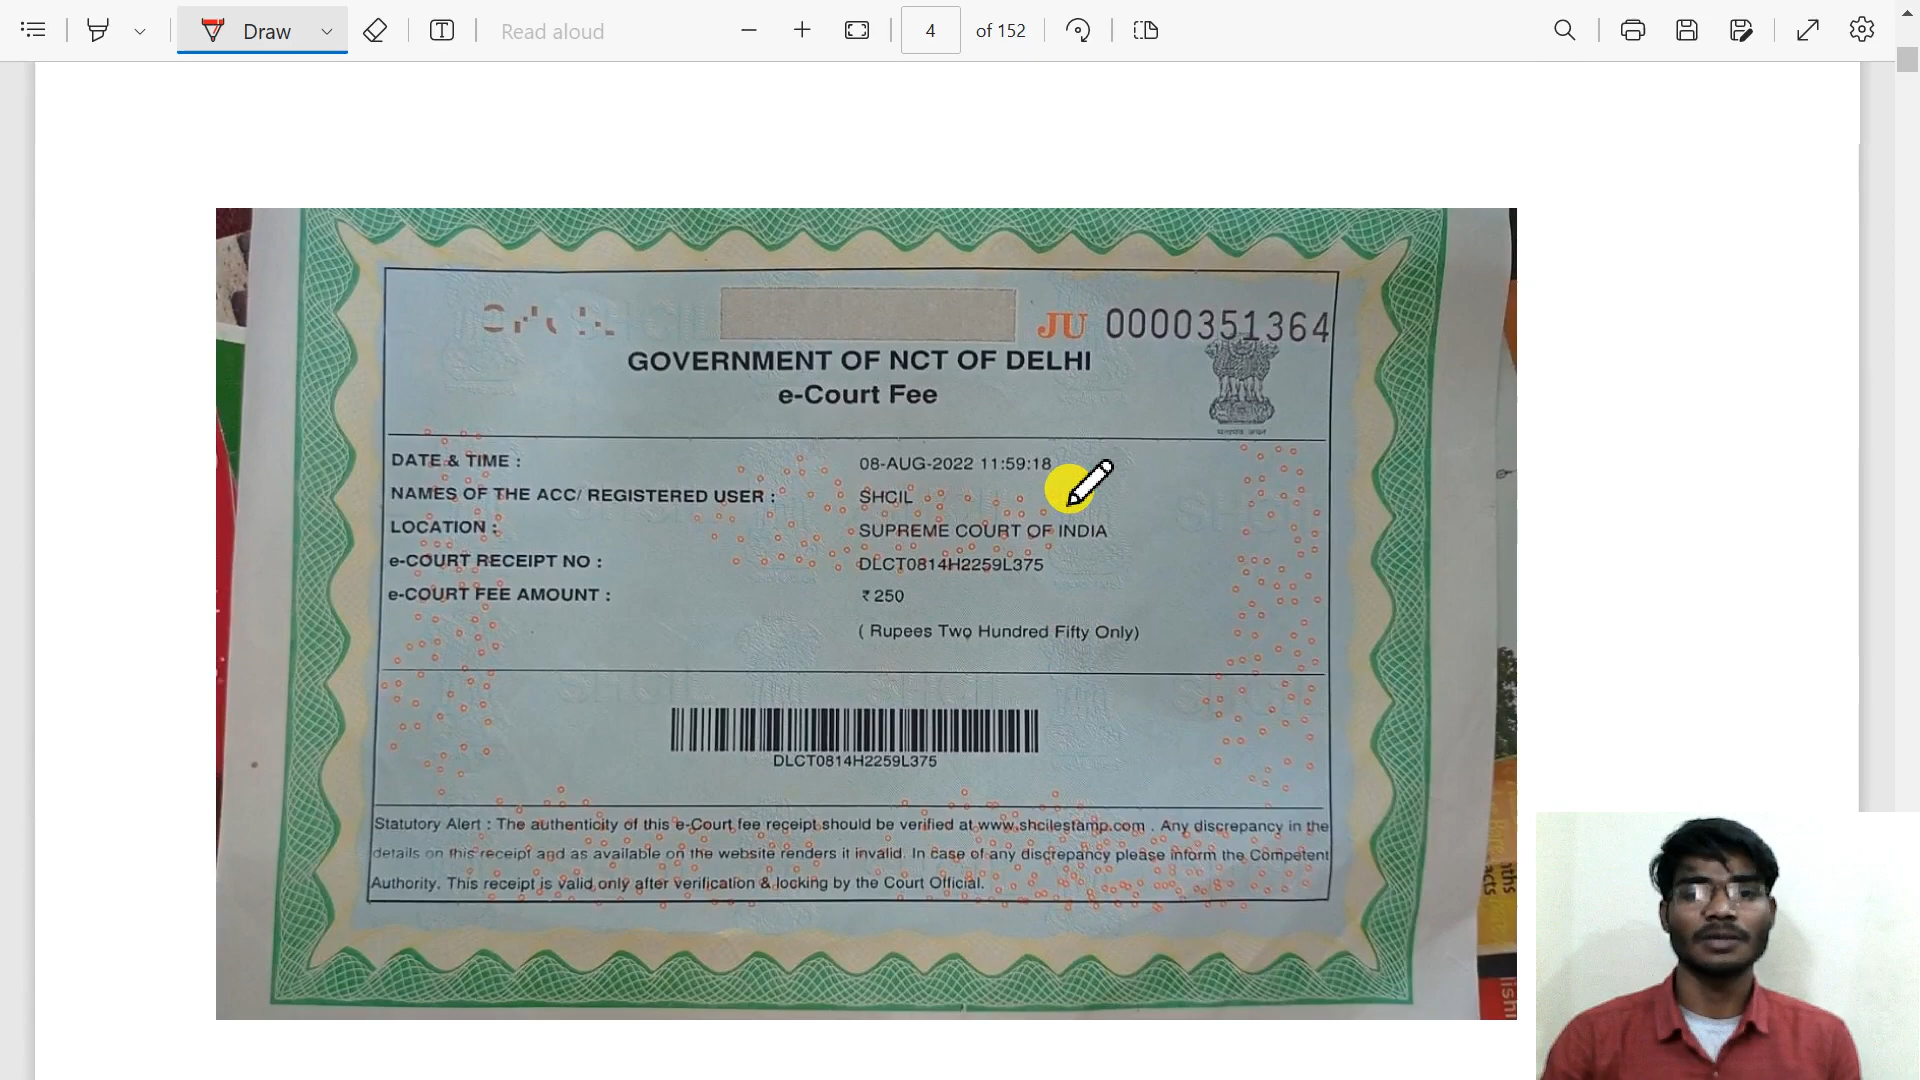 Draw
Read aloud
4 of 152
JU 0000351364
GOVERNMENT OF NCT OF DELHI
e-Court Fee
सत्यमेव जयते
DATE & TIME : 08-AUG-2022 11:59:18
NAMES OF THE ACC/ REGISTERED USER : SHCIL
LOCATION : SUPREME COURT OF INDIA
e-COURT RECEIPT NO : DLCT0814H2259L375
e-COURT FEE AMOUNT : ₹ 250
( Rupees Two Hundred Fifty Only)
DLCT0814H2259L375
Statutory Alert : The authenticity of this e-Court fee receipt should be verified at www.shcilestamp.com . Any discrepancy in the
details on this receipt and as available on the website renders it invalid. In case of any discrepancy please inform the Competent
Authority. This receipt is valid only after verification & locking by the Court Official.